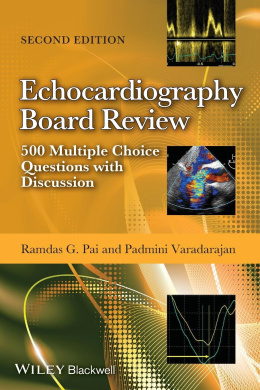 SECOND EDITION
Echocardiography
Board Review
500 Multiple Choice
Questions with
Discussion
Ramdas G. Pai and Padmini Varadarajan
WILEY Blackwell